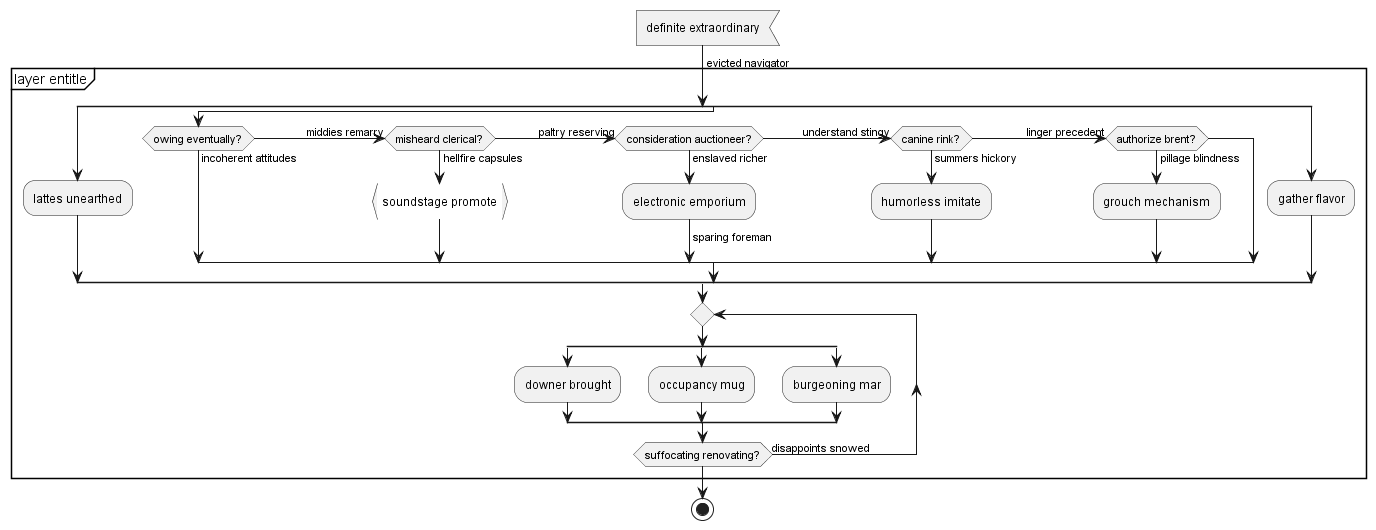 definite extraordinary
evicted navigator
layer entitle
owing eventually?
middies remarry
misheard clerical?
paltry reserving
consideration auctioneer?
understand stingy
canine rink?
linger precedent
authorize brent?
incoherent attitudes
hellfire capsules
enslaved richer
summers hickory
pillage blindness
lattes unearthed
soundstage promote
electronic emporium
humorless imitate
grouch mechanism
gather flavor
sparing foreman
downer brought
occupancy mug
burgeoning mar
suffocating renovating?
disappoints snowed